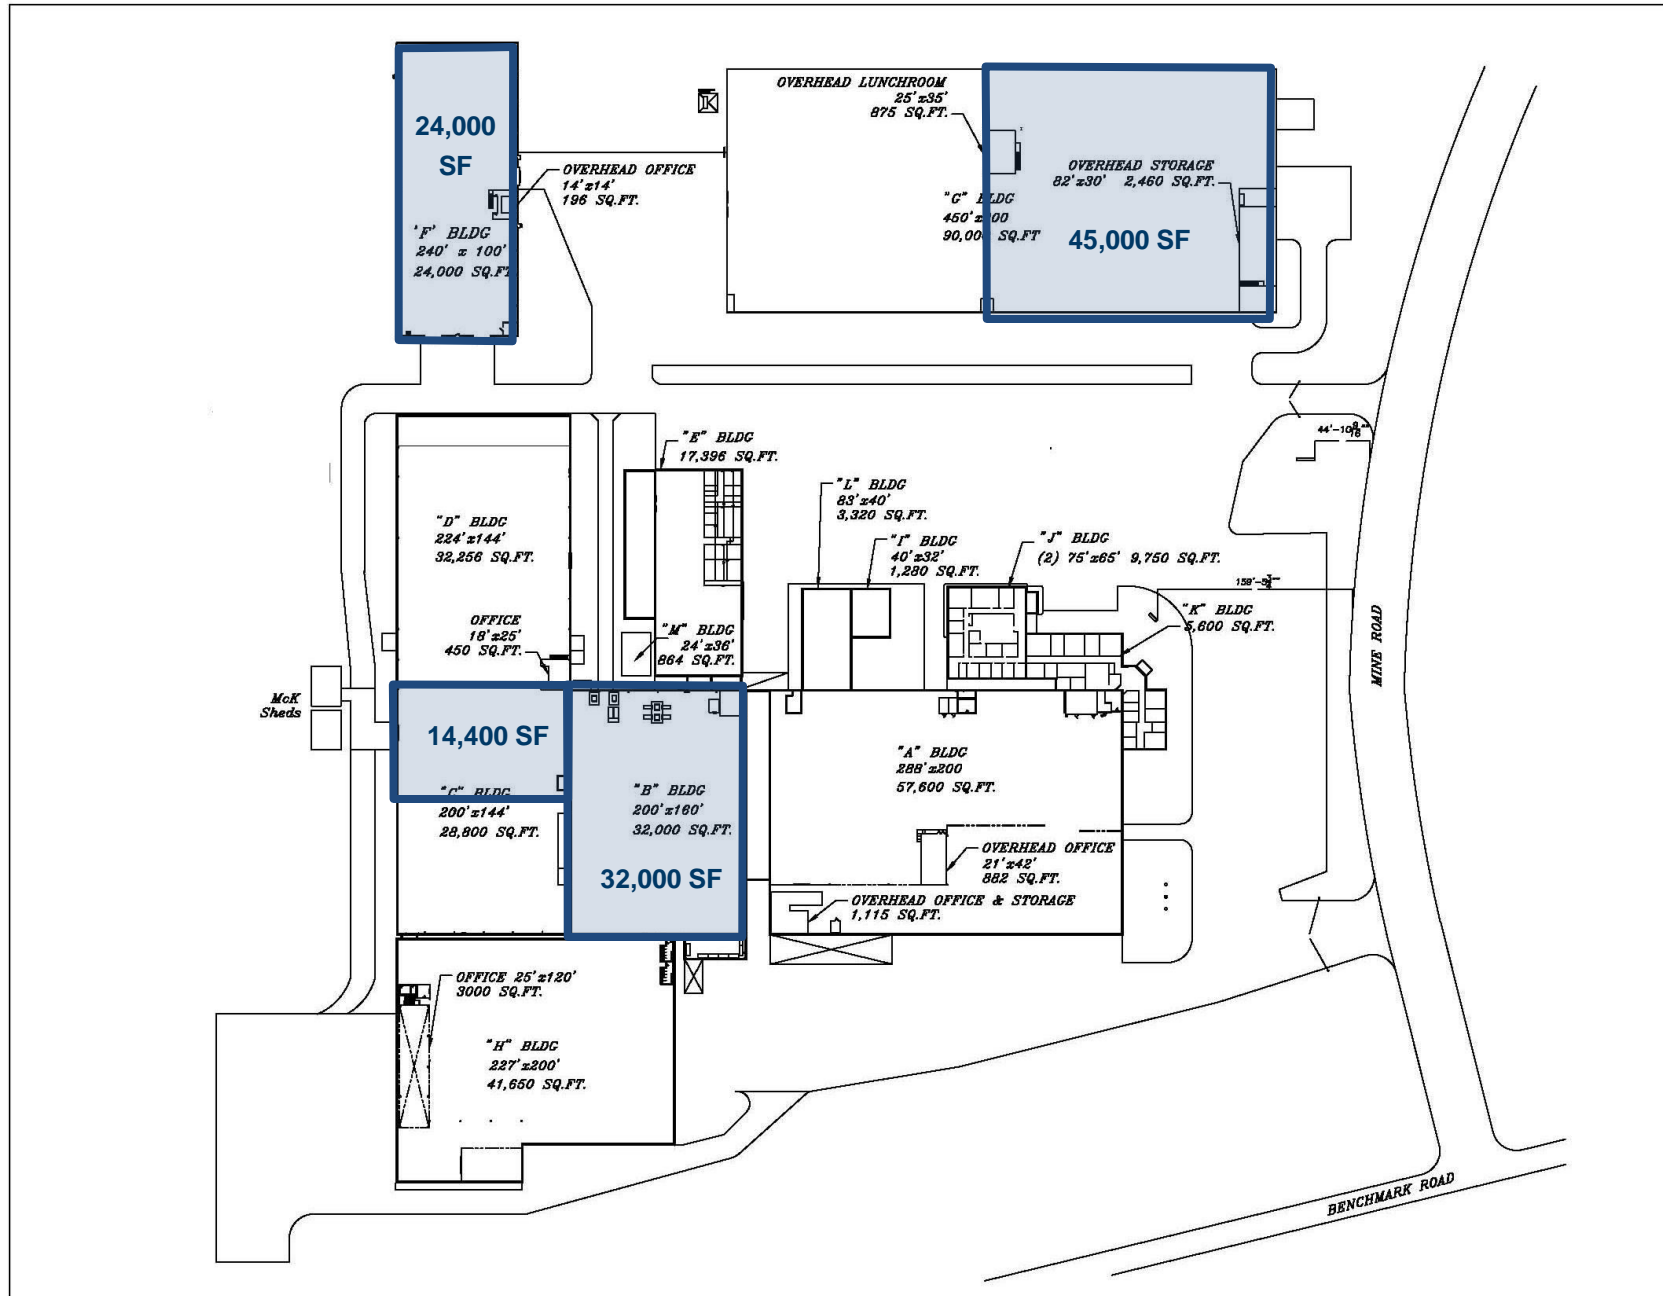 24,000
SF
OVERHEAD OFFICE
14'x14'
196 SQ.FT.
'F' BLDG
240' x 100'
24,000 SQ.FT
OVERHEAD LUNCHROOM
25'x35'
875 SQ.FT.
OVERHEAD STORAGE
82'x30' 2,460 SQ.FT.
"G" BLDG
450'x200
90,000 SQ.FT
45,000 SF
"E" BLDG
17,396 SQ.FT.
"D" BLDG
224'x144'
32,256 SQ.FT.
"L" BLDG
83'x40'
3,320 SQ.FT.
"I" BLDG
40'x32'
1,280 SQ.FT.
"J" BLDG
(2) 75'x65' 9,750 SQ.FT.
"K" BLDG
5,600 SQ.FT.
OFFICE
18'x25'
450 SQ.FT.
"M" BLDG
24'x36'
864 SQ.FT.
McK
Sheds
14,400 SF
"C" BLDG
200'x144'
28,800 SQ.FT.
"B" BLDG
200'x160'
32,000 SQ.FT.
32,000 SF
"A" BLDG
288'x200
57,600 SQ.FT.
OVERHEAD OFFICE
21'x42'
882 SQ.FT.
OVERHEAD OFFICE & STORAGE
1,115 SQ.FT.
OFFICE 25'x120'
3000 SQ.FT.
"H" BLDG
227'x200'
41,650 SQ.FT.
MINE ROAD
BENCHMARK ROAD